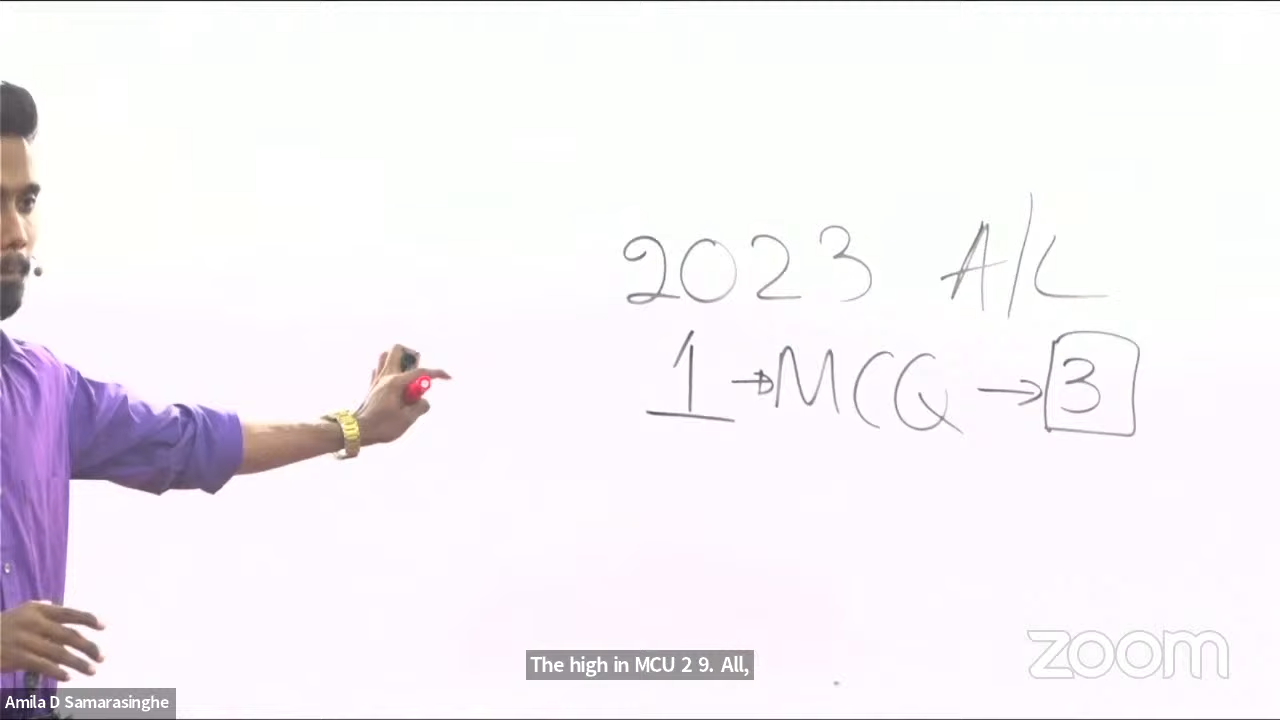 2023 A/L
1 → MCQ → 3
The high in MCU 2 9. All,
zoom
Amila D Samarasinghe